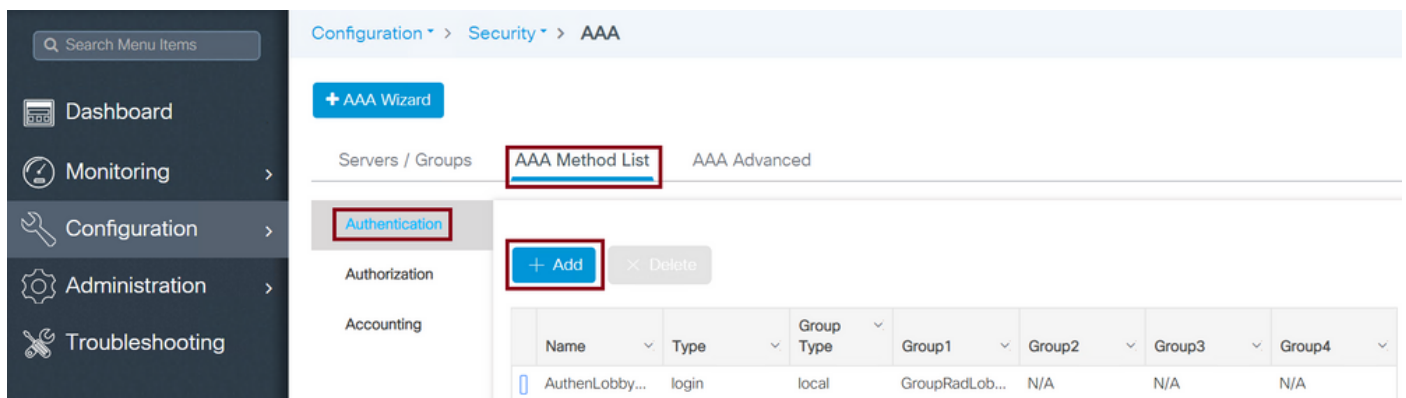 Search Menu Items
Dashboard
Monitoring
Configuration
Administration
Troubleshooting
Configuration > Security > AAA
+ AAA Wizard
Servers / Groups AAA Method List AAA Advanced
Authentication
Authorization
Accounting
+ Add × Delete
Name Type Group Type Group1 Group2 Group3 Group4
AuthenLobby... login local GroupRadLob... N/A N/A N/A